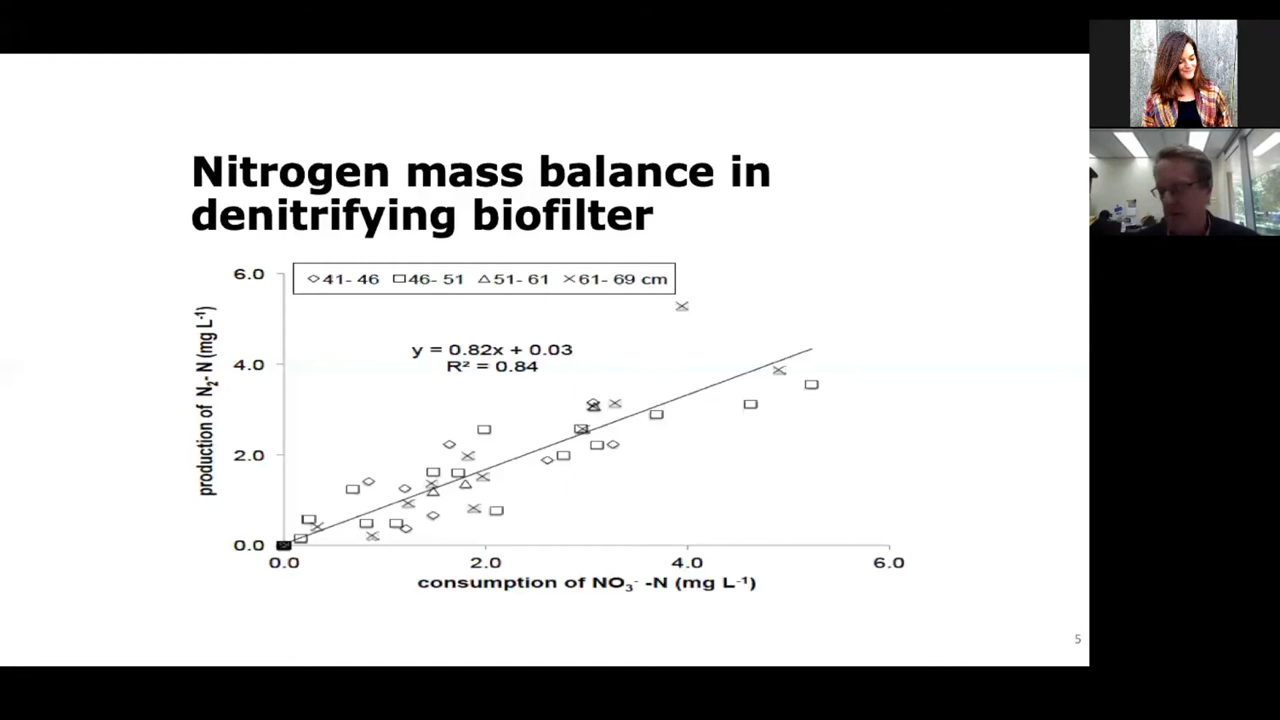 Nitrogen mass balance in
denitrifying biofilter
6.0
◇41- 46 □46- 51 △51- 61 ×61- 69 cm
y = 0.82x + 0.03
R² = 0.84
4.0
2.0
0.0
production of N₂- N (mg L⁻¹)
0.0 2.0 4.0 6.0
consumption of NO₃⁻ -N (mg L⁻¹)
5